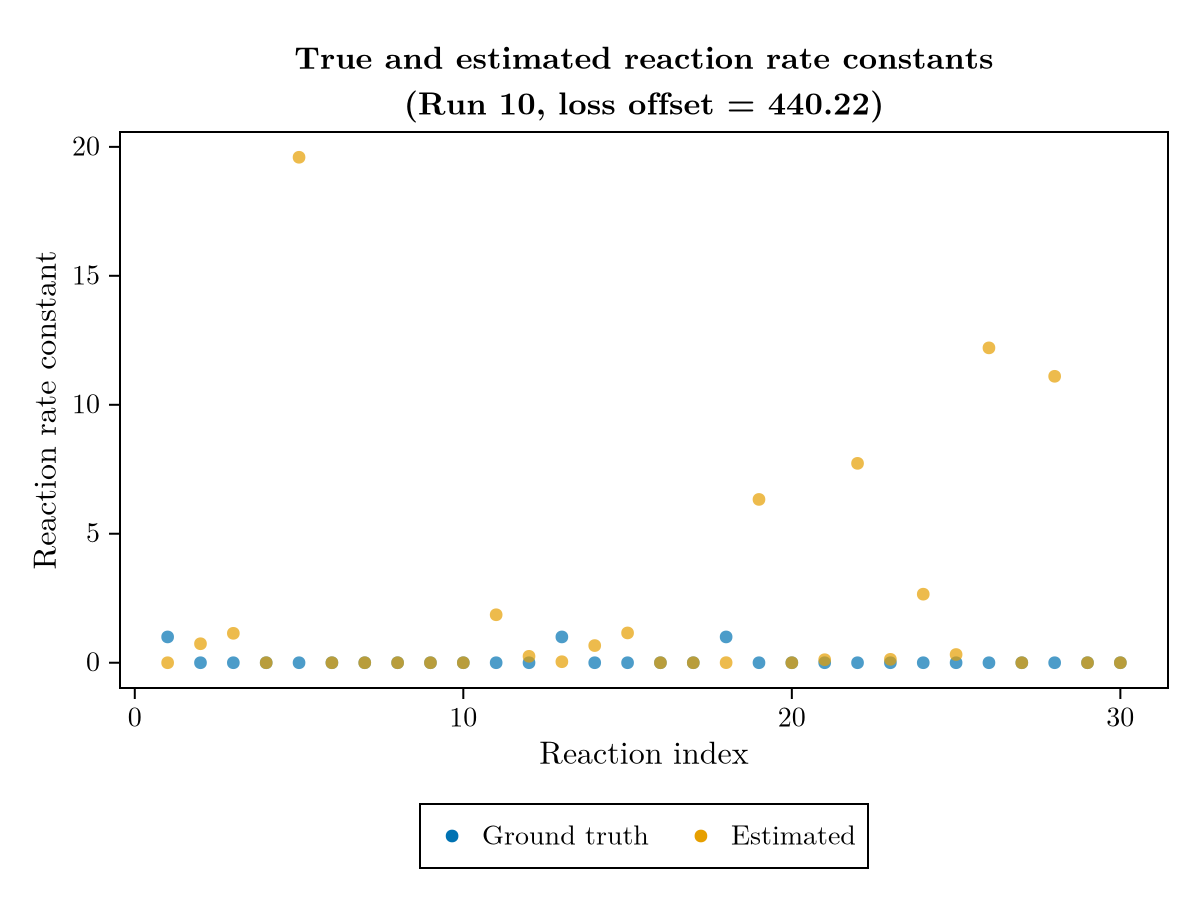 True and estimated reaction rate constants
(Run 10, loss offset = 440.22)
20
15
10
5
0
Reaction rate constant
0 10 20 30
Reaction index
Ground truth Estimated